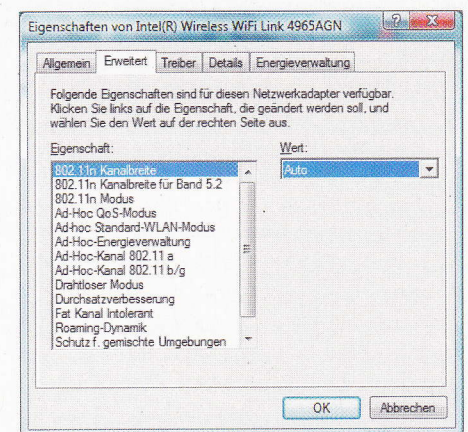 Eigenschaften von Intel(R) Wireless WiFi Link 4965AGN
Allgemein Erweitert Treiber Details Energieverwaltung
Folgende Eigenschaften sind für diesen Netzwerkadapter verfügbar.
Klicken Sie links auf die Eigenschaft, die geändert werden soll, und
wählen Sie den Wert auf der rechten Seite aus.
Eigenschaft: Wert:
802.11n Kanalbreite Auto
802.11n Kanalbreite für Band 5.2
802.11n Modus
Ad-Hoc QoS-Modus
Ad-hoc Standard-WLAN-Modus
Ad-Hoc-Energieverwaltung
Ad-Hoc-Kanal 802.11 a
Ad-Hoc-Kanal 802.11 b/g
Drahtloser Modus
Durchsatzverbesserung
Fat Kanal Intolerant
Roaming-Dynamik
Schutz f. gemischte Umgebungen
OK Abbrechen